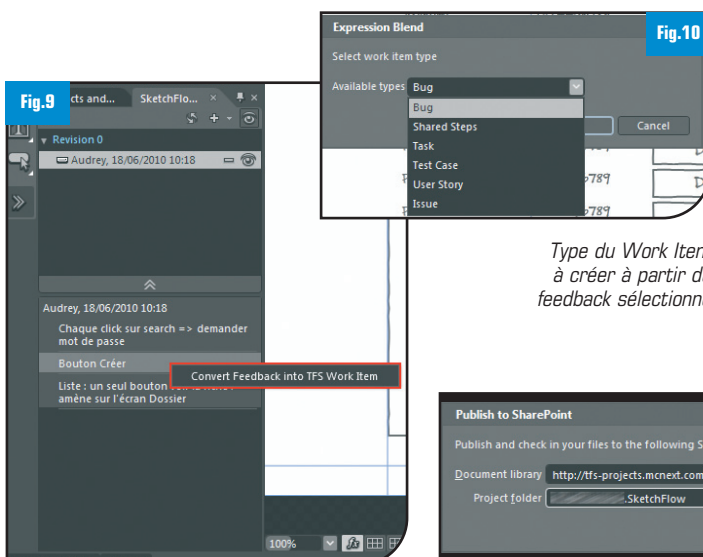 Fig.9
cts and...
SketchFlo...
Revision 0
Audrey, 18/06/2010 10:18
Audrey, 18/06/2010 10:18
Chaque click sur search => demander
mot de passe
Bouton Créer
Convert Feedback into TFS Work Item
Liste : un seul bouton
amène sur l'écran Dossier
100%
Expression Blend
Fig.10
Select work item type
Available types Bug
Bug
Shared Steps
Task
Test Case
User Story
Issue
Cancel
789
789
Type du Work Item
à créer à partir du
feedback sélectionn
Publish to SharePoint
Publish and check in your files to the following S
Document library http://tfs-projects.mcnext.com
Project folder .SketchFlow